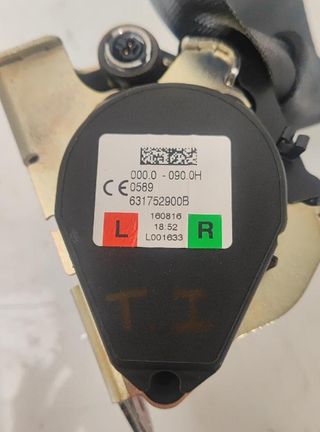 000.0 - 090.0H
CE 0589
631752900B
L
160816
18:52
L001633
R
T.I